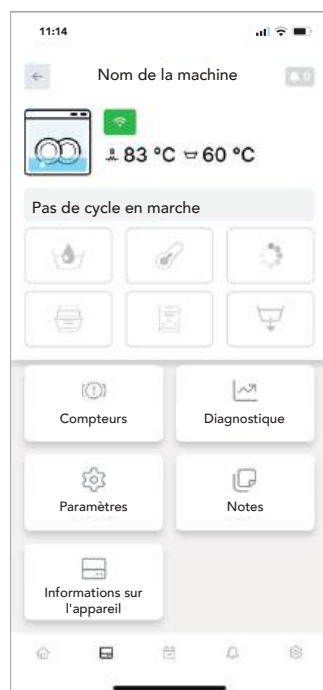 11:14
Nom de la machine
0
83 °C 60 °C
Pas de cycle en marche
Compteurs
Diagnostique
Paramètres
Notes
Informations sur
l'appareil